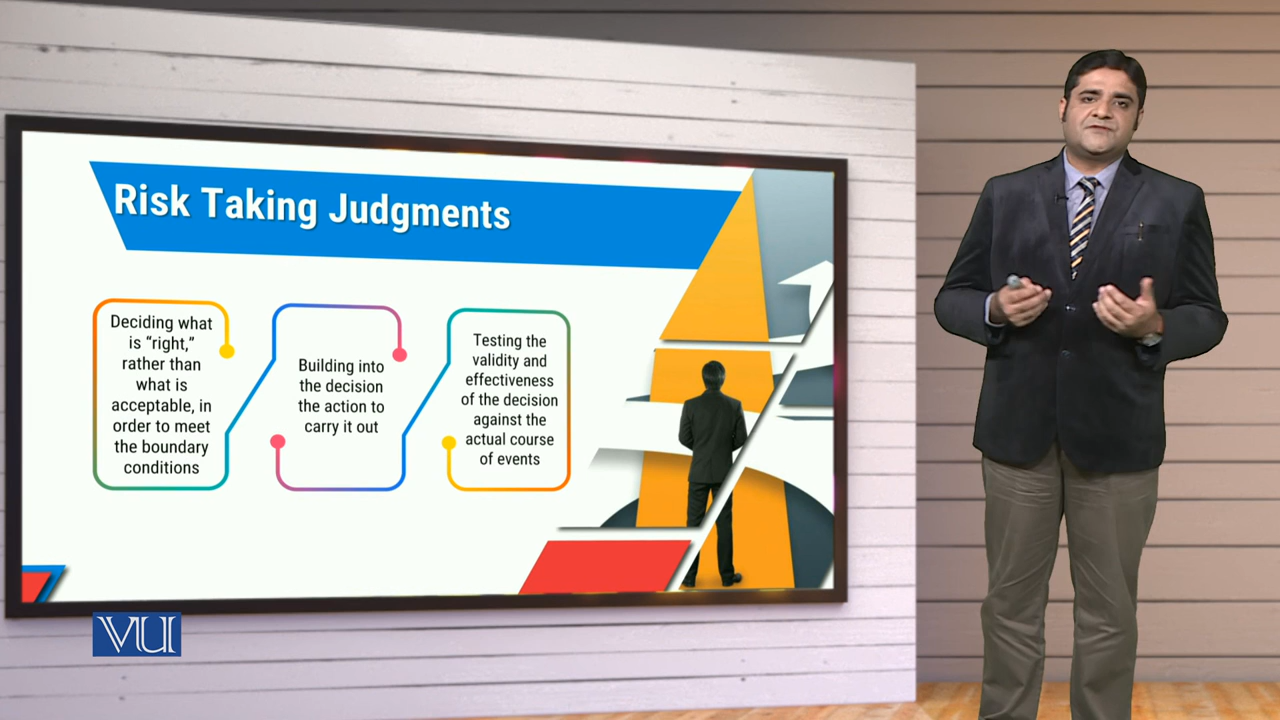 Risk Taking Judgments
Deciding what
is “right,”
rather than
what is
acceptable, in
order to meet
the boundary
conditions
Building into
the decision
the action to
carry it out
Testing the
validity and
effectiveness
of the decision
against the
actual course
of events
VU